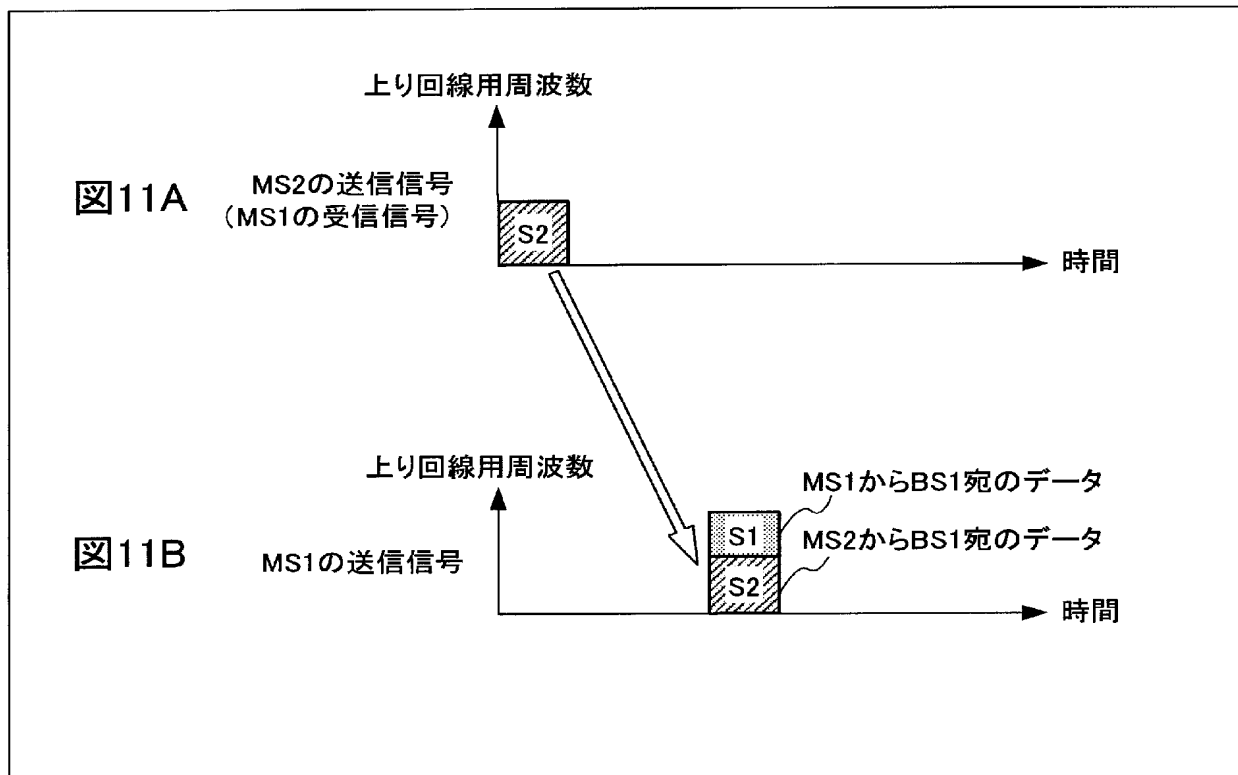 上り回線用周波数
図11A
MS2の送信信号
（MS1の受信信号）
S2
時間
上り回線用周波数
図11B
MS1の送信信号
S1
MS1からBS1宛のデータ
S2
MS2からBS1宛のデータ
時間